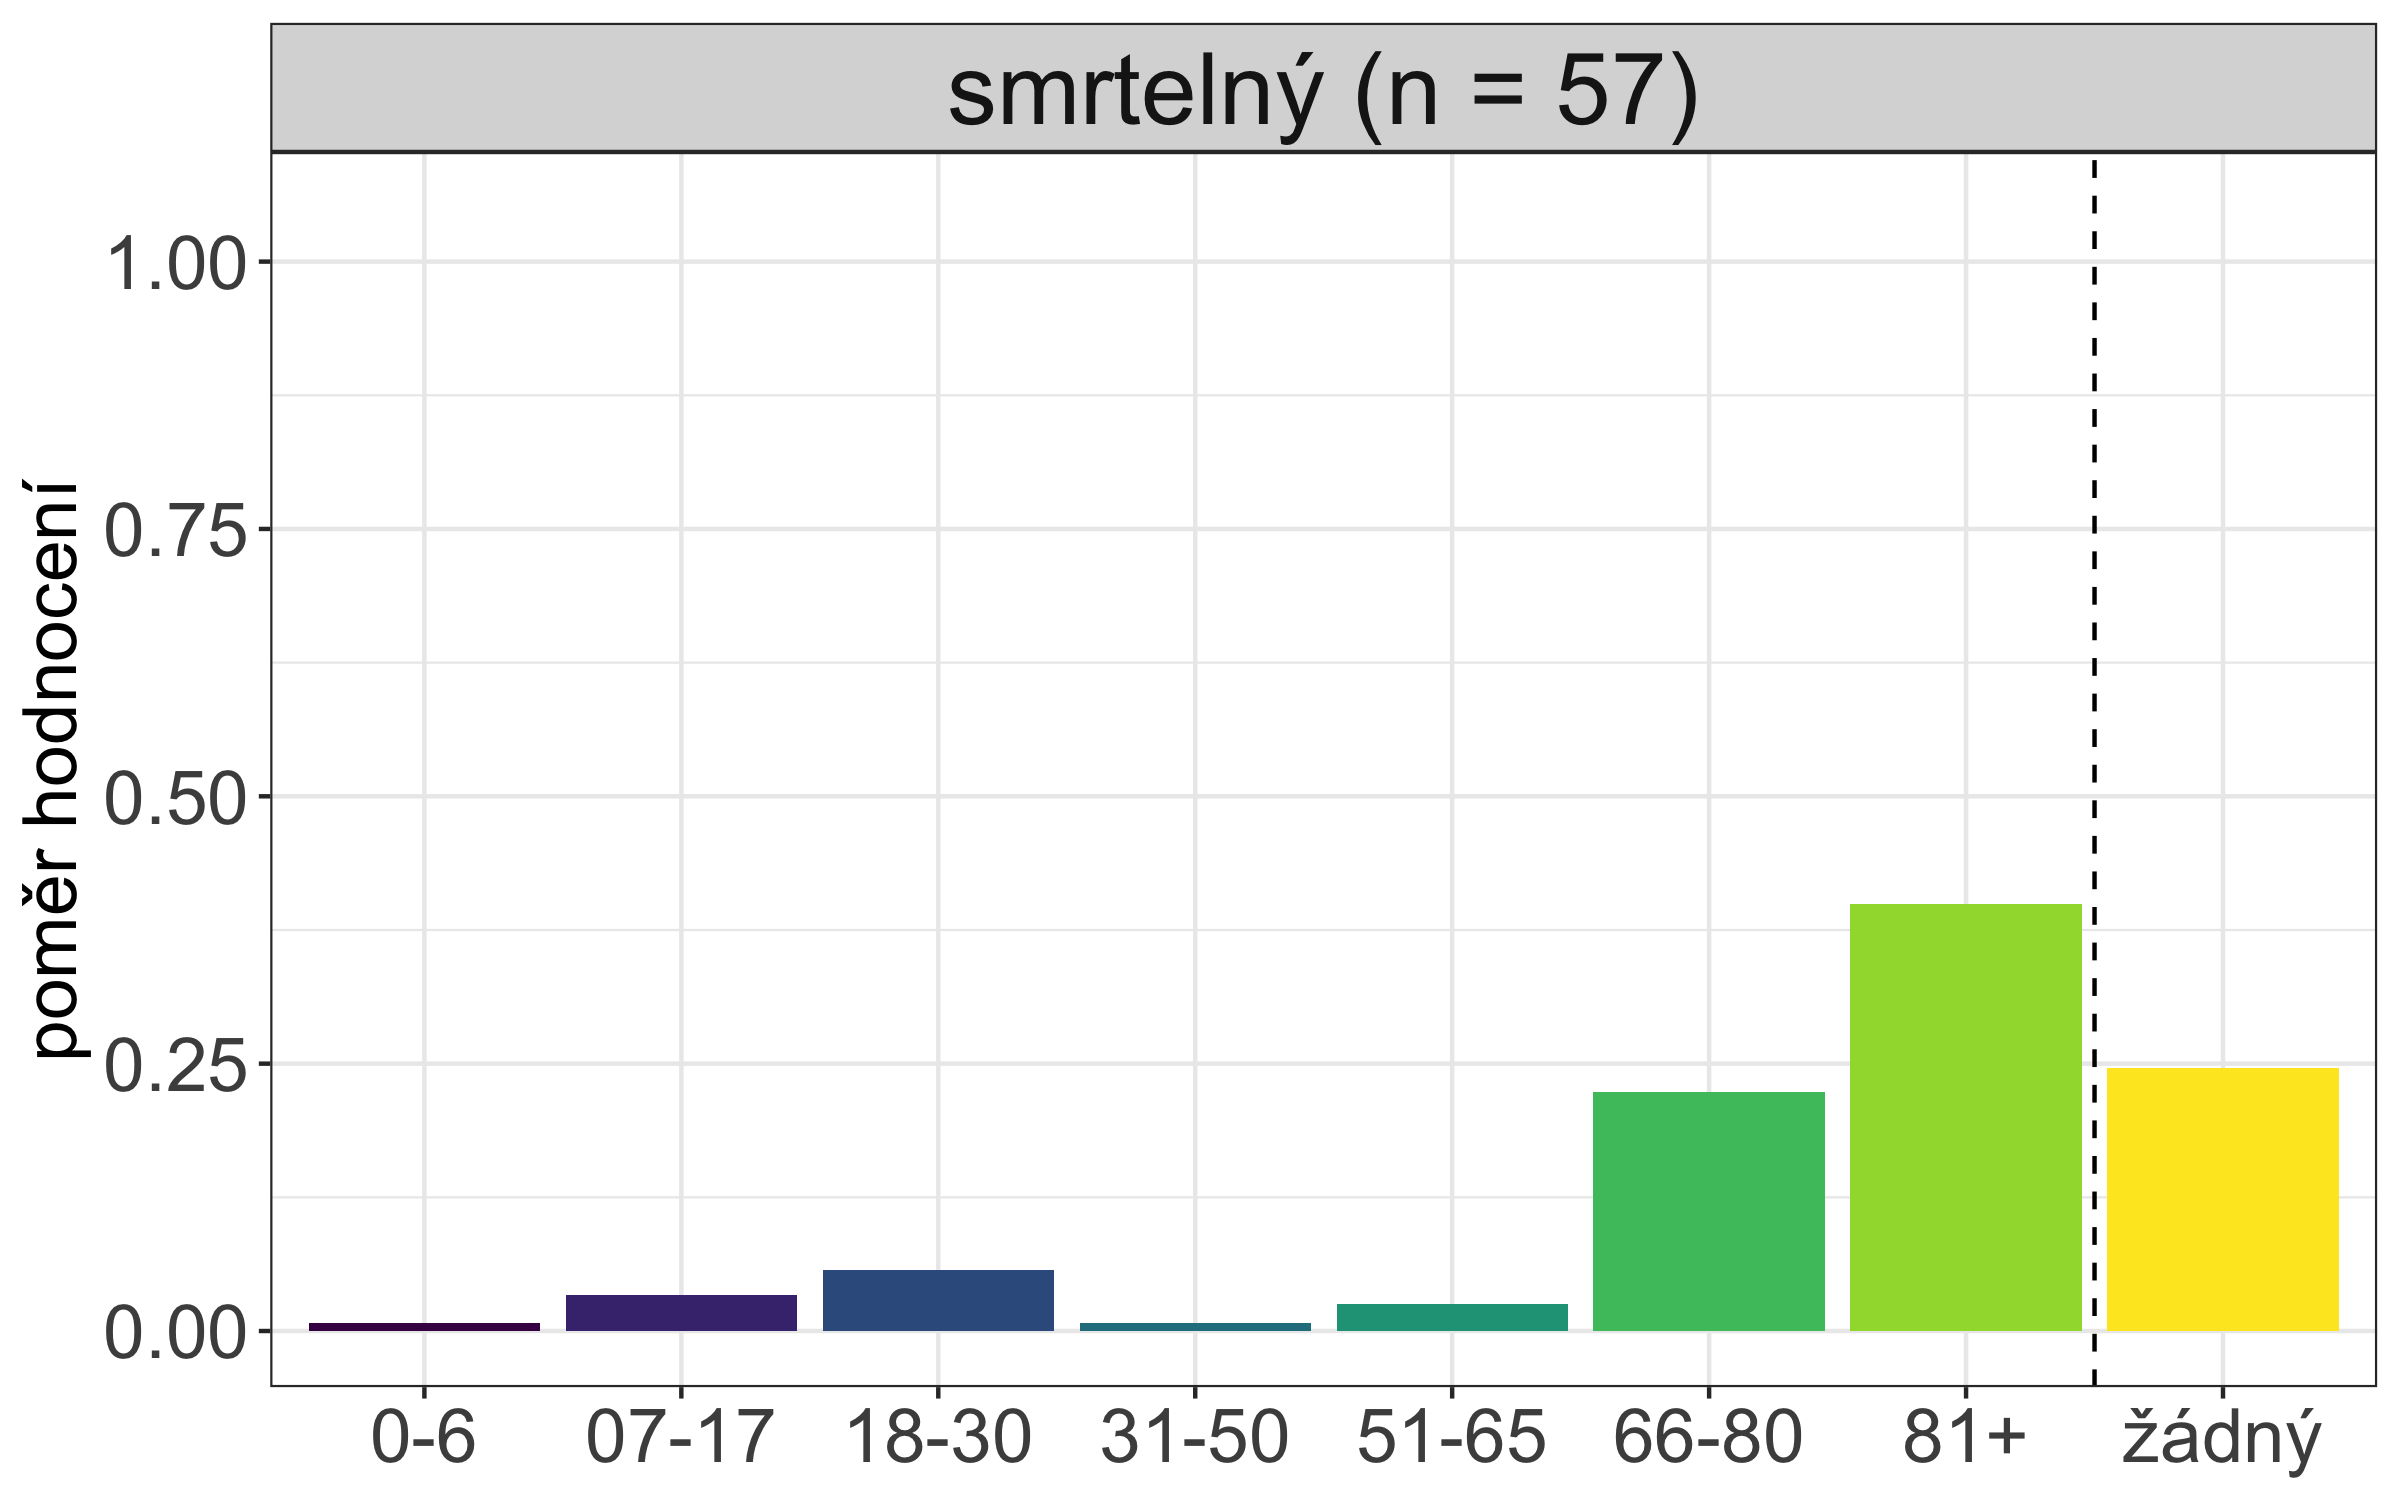 smrtelný (n = 57)
poměr hodnocení
1.00
0.75
0.50
0.25
0.00
0-6 07-17 18-30 31-50 51-65 66-80 81+ žádný